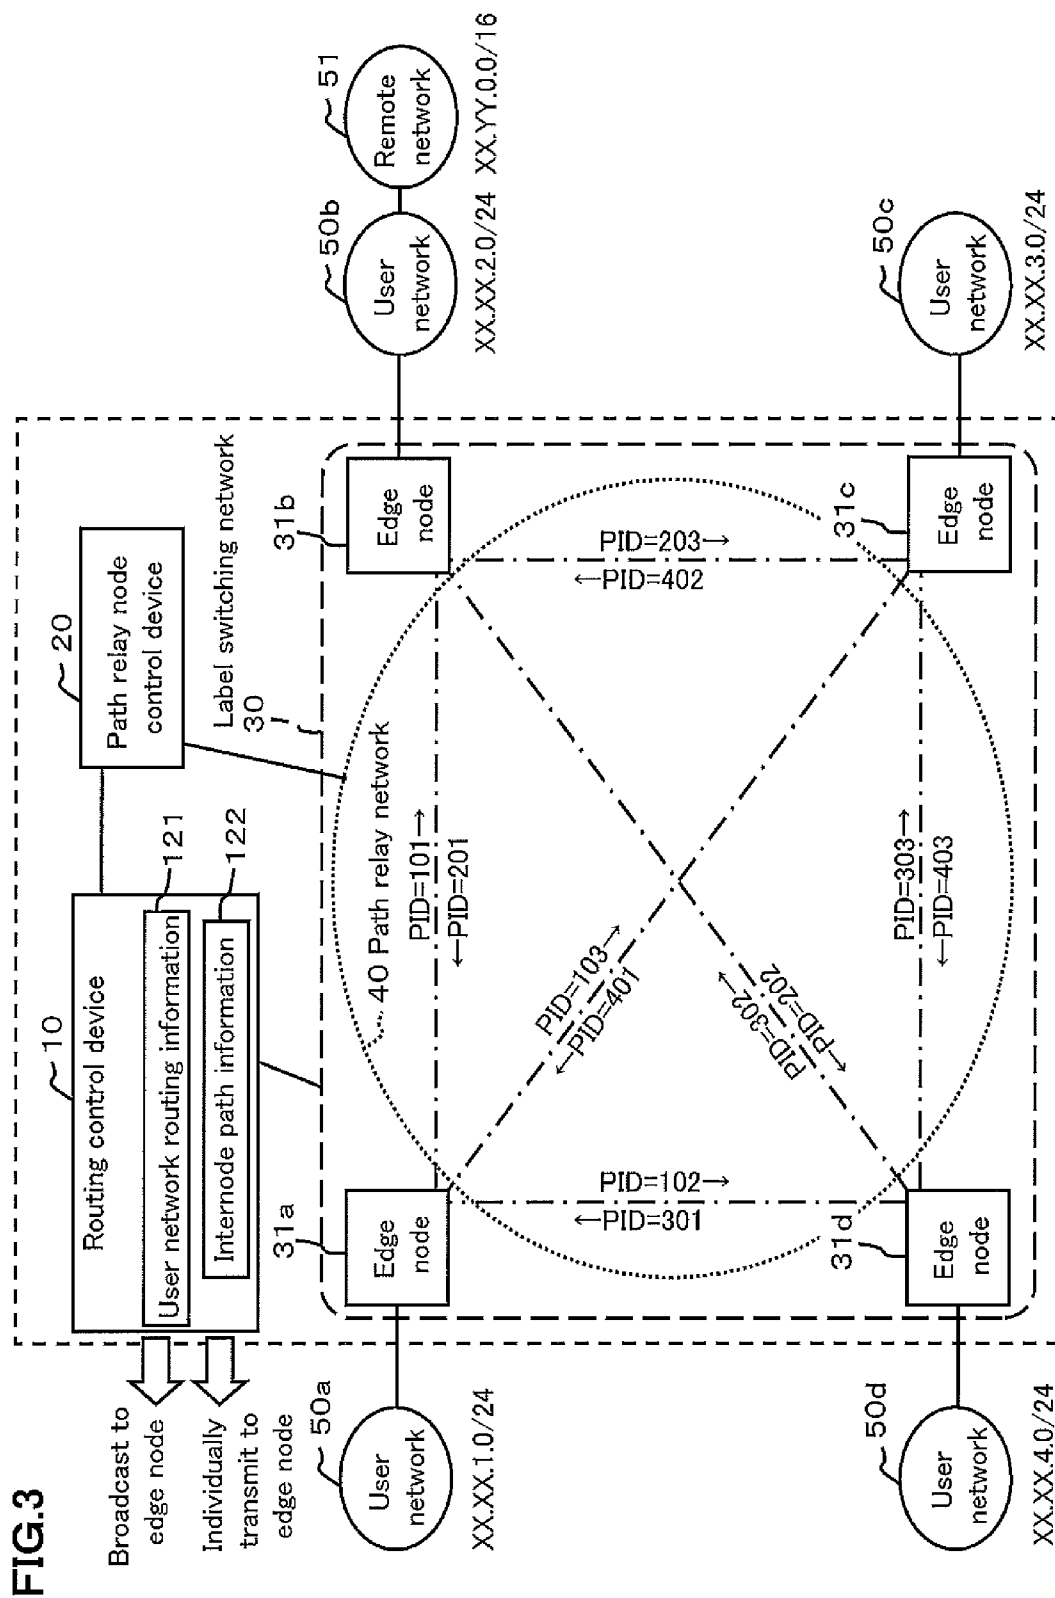 FIG.3
Broadcast to
edge node
Individually
transmit to
edge node
10
Routing control device
User network routing information
121
Internode path information
122
20
Path relay node
control device
Label switching network
30
40 Path relay network
31a
Edge
node
31b
Edge
node
31c
Edge
node
31d
Edge
node
PID=101→
←PID=201
PID=103→
←PID=401
PID=302→
←PID=202
PID=102→
←PID=301
PID=203→
←PID=402
PID=303→
←PID=403
50a
User
network
XX.XX.1.0/24
50b
User
network
XX.XX.2.0/24
51
Remote
network
XX.YY.0.0/16
50c
User
network
XX.XX.3.0/24
50d
User
network
XX.XX.4.0/24